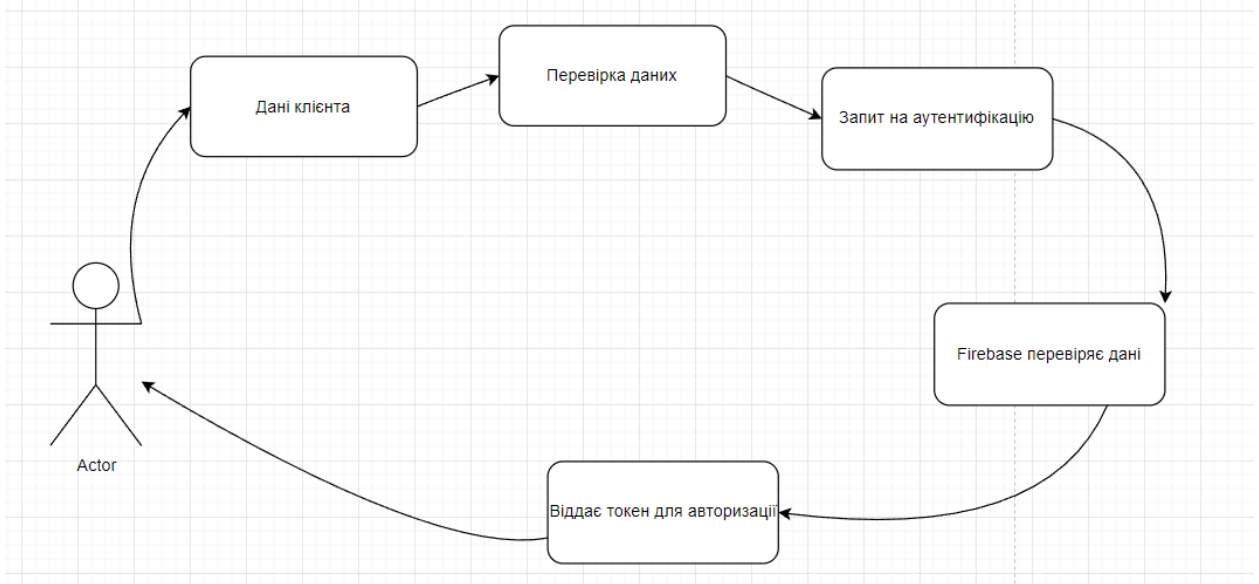 Дані клієнта
Перевірка даних
Запит на аутентифікацію
Firebase перевіряє дані
Віддає токен для авторизації
Actor